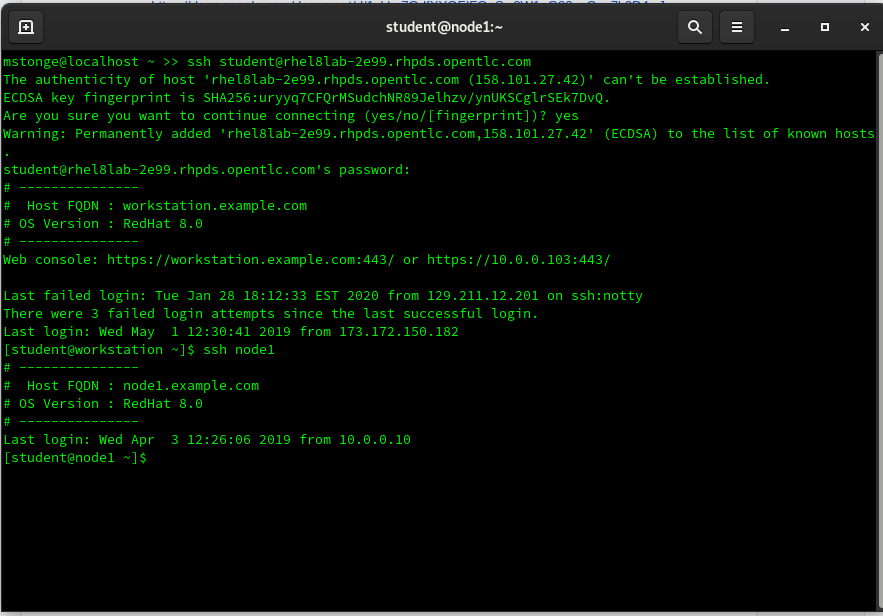 student@node1:~
mstonge@localhost ~ >> ssh student@rhel8lab-2e99.rhpds.opentlc.com
The authenticity of host 'rhel8lab-2e99.rhpds.opentlc.com (158.101.27.42)' can't be established.
ECDSA key fingerprint is SHA256:uryyq7CFQrMSudchNR89Jelhzv/ynUKSCglrSEk7DvQ.
Are you sure you want to continue connecting (yes/no/[fingerprint])? yes
Warning: Permanently added 'rhel8lab-2e99.rhpds.opentlc.com,158.101.27.42' (ECDSA) to the list of known hosts
.
student@rhel8lab-2e99.rhpds.opentlc.com's password:
# ---------------
#  Host FQDN : workstation.example.com
# OS Version : RedHat 8.0
# ---------------
Web console: https://workstation.example.com:443/ or https://10.0.0.103:443/
Last failed login: Tue Jan 28 18:12:33 EST 2020 from 129.211.12.201 on ssh:notty
There were 3 failed login attempts since the last successful login.
Last login: Wed May  1 12:30:41 2019 from 173.172.150.182
[student@workstation ~]$ ssh node1
# ---------------
#  Host FQDN : node1.example.com
# OS Version : RedHat 8.0
# ---------------
Last login: Wed Apr  3 12:26:06 2019 from 10.0.0.10
[student@node1 ~]$